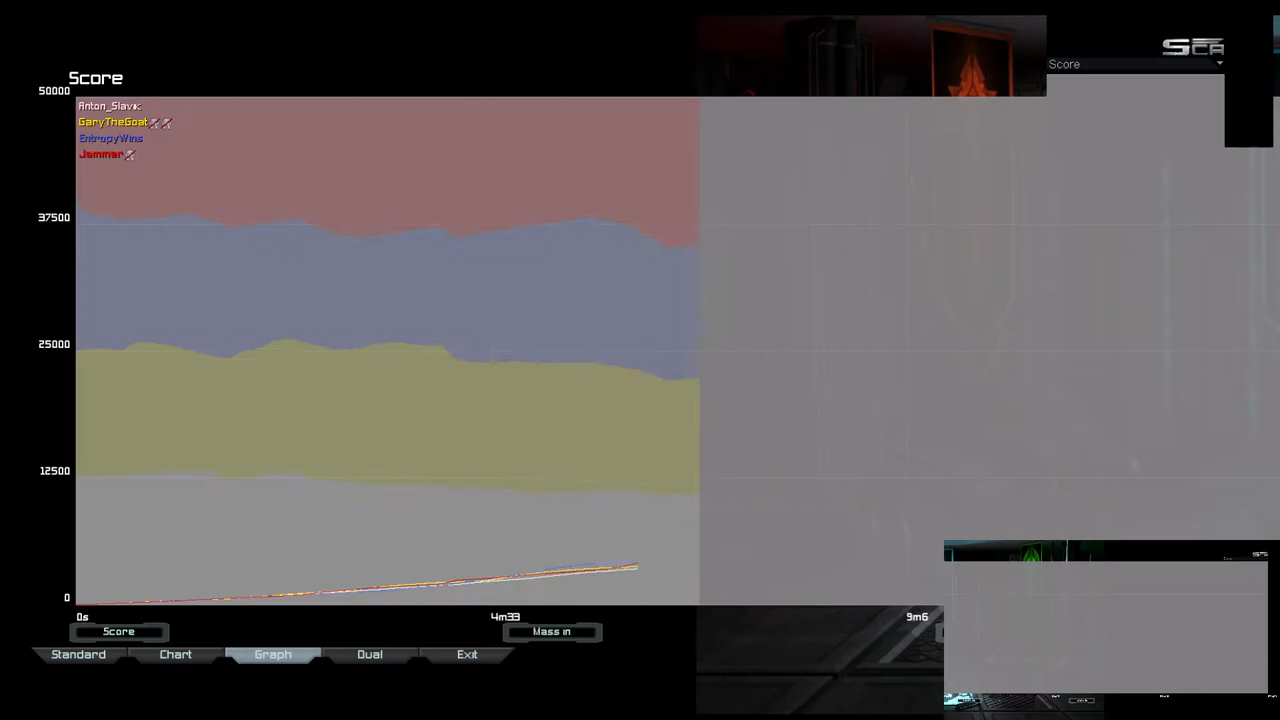 SCA
Score
Score
50000
Anton_Slavik
GaryTheGoat
EntropyWins
Jammer
37500
25000
12500
0
0s
4m33
9m6
Score
Mass in
Standard
Chart
Graph
Dual
Exit